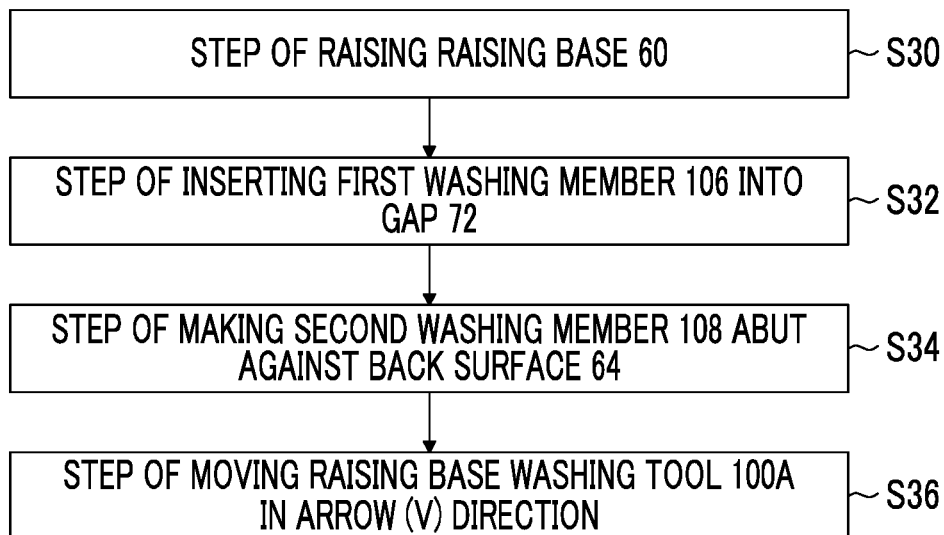 STEP OF RAISING RAISING BASE 60
S30
STEP OF INSERTING FIRST WASHING MEMBER 106 INTO
GAP 72
S32
STEP OF MAKING SECOND WASHING MEMBER 108 ABUT
AGAINST BACK SURFACE 64
S34
STEP OF MOVING RAISING BASE WASHING TOOL 100A
IN ARROW (V) DIRECTION
S36